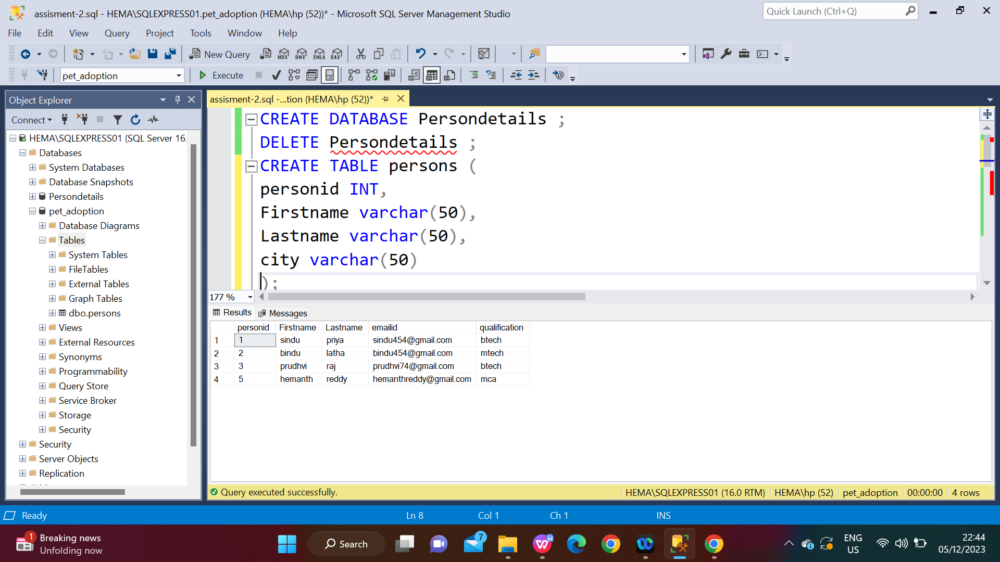 assisment-2.sql - HEMA\SQLEXPRESS01.pet_adoption (HEMA\hp (52))* - Microsoft SQL Server Management Studio
Quick Launch (Ctrl+Q)
File Edit View Query Project Tools Window Help
New Query MDX DMX XMLA DAX
pet_adoption Execute
Object Explorer
Connect
HEMA\SQLEXPRESS01 (SQL Server 16.
Databases
System Databases
Database Snapshots
Persondetails
pet_adoption
Database Diagrams
Tables
System Tables
FileTables
External Tables
Graph Tables
dbo.persons
Views
External Resources
Synonyms
Programmability
Query Store
Service Broker
Storage
Security
Security
Server Objects
Replication
assisment-2.sql -...tion (HEMA\hp (52))*
CREATE DATABASE Persondetails ;
DELETE Persondetails ;
CREATE TABLE persons (
personid INT,
Firstname varchar(50),
Lastname varchar(50),
city varchar(50)
);
177 %
Results Messages
personid Firstname Lastname emailid qualification
1 1 sindu priya sindu454@gmail.com btech
2 2 bindu latha bindu454@gmail.com mtech
3 3 prudhvi raj prudhvi74@gmail.com btech
4 5 hemanth reddy hemanthreddy@gmail.com mca
Query executed successfully. HEMA\SQLEXPRESS01 (16.0 RTM) HEMA\hp (52) pet_adoption 00:00:00 4 rows
Ready Ln 8 Col 1 Ch 1 INS
1
Breaking news
Unfolding now
Search
7
ENG
US
22:44
05/12/2023